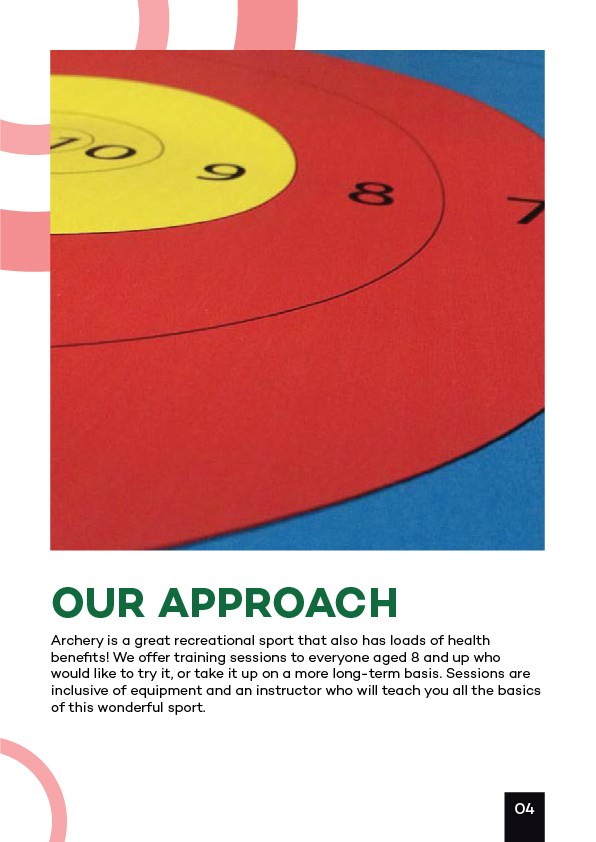 10 9 8 7
OUR APPROACH
Archery is a great recreational sport that also has loads of health
benefits! We offer training sessions to everyone aged 8 and up who
would like to try it, or take it up on a more long-term basis. Sessions are
inclusive of equipment and an instructor who will teach you all the basics
of this wonderful sport.
04